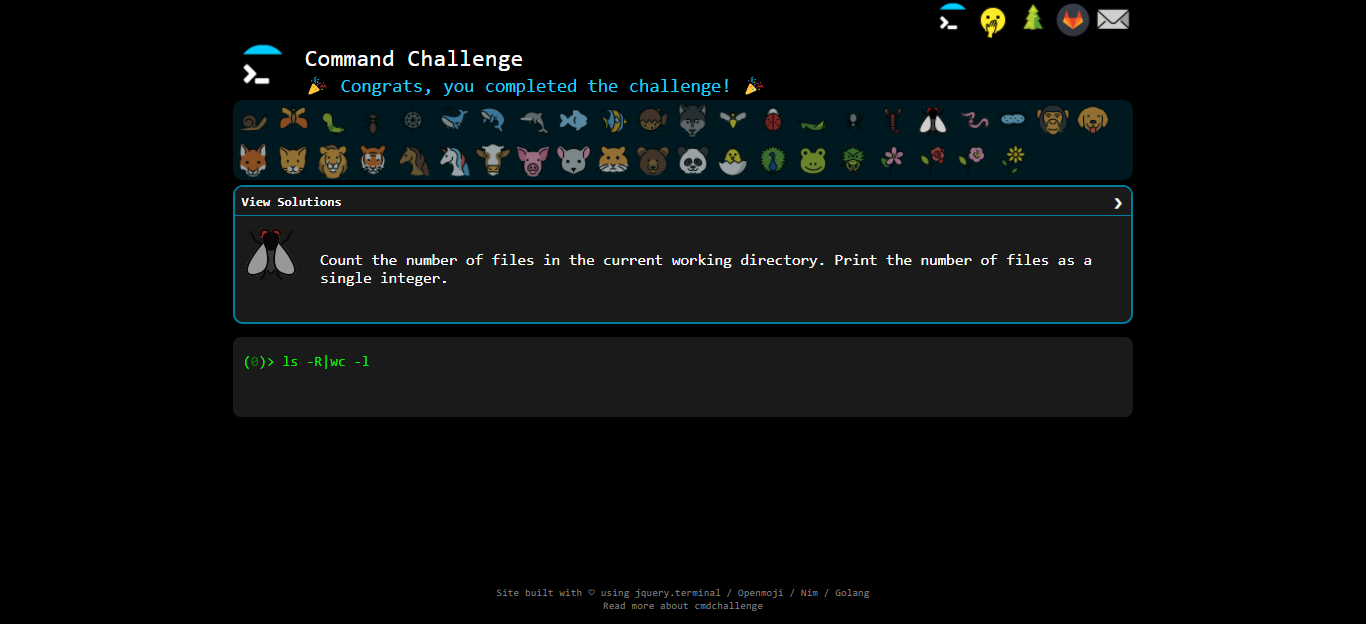 Command Challenge
🎉 Congrats, you completed the challenge! 🎉
View Solutions
Count the number of files in the current working directory. Print the number of files as a
single integer.
(0)> ls -R|wc -l
Site built with ♡ using jquery.terminal / Openmoji / Nim / Golang
Read more about cmdchallenge